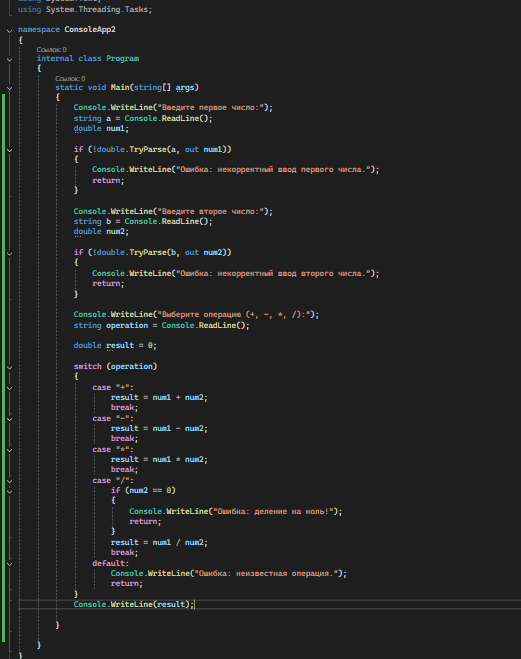 using System.Threading.Tasks;
namespace ConsoleApp2
{
Ссылок: 0
internal class Program
{
Ссылок: 0
static void Main(string[] args)
{
Console.WriteLine("Введите первое число:");
string a = Console.ReadLine();
double num1;
if (!double.TryParse(a, out num1))
{
Console.WriteLine("Ошибка: некорректный ввод первого числа.");
return;
}
Console.WriteLine("Введите второе число:");
string b = Console.ReadLine();
double num2;
if (!double.TryParse(b, out num2))
{
Console.WriteLine("Ошибка: некорректный ввод второго числа.");
return;
}
Console.WriteLine("Выберите операцию (+, -, *, /):");
string operation = Console.ReadLine();
double result = 0;
switch (operation)
{
case "+":
result = num1 + num2;
break;
case "-":
result = num1 - num2;
break;
case "*":
result = num1 * num2;
break;
case "/":
if (num2 == 0)
{
Console.WriteLine("Ошибка: деление на ноль!");
return;
}
result = num1 / num2;
break;
default:
Console.WriteLine("Ошибка: неизвестная операция.");
return;
}
Console.WriteLine(result);
}
}
}